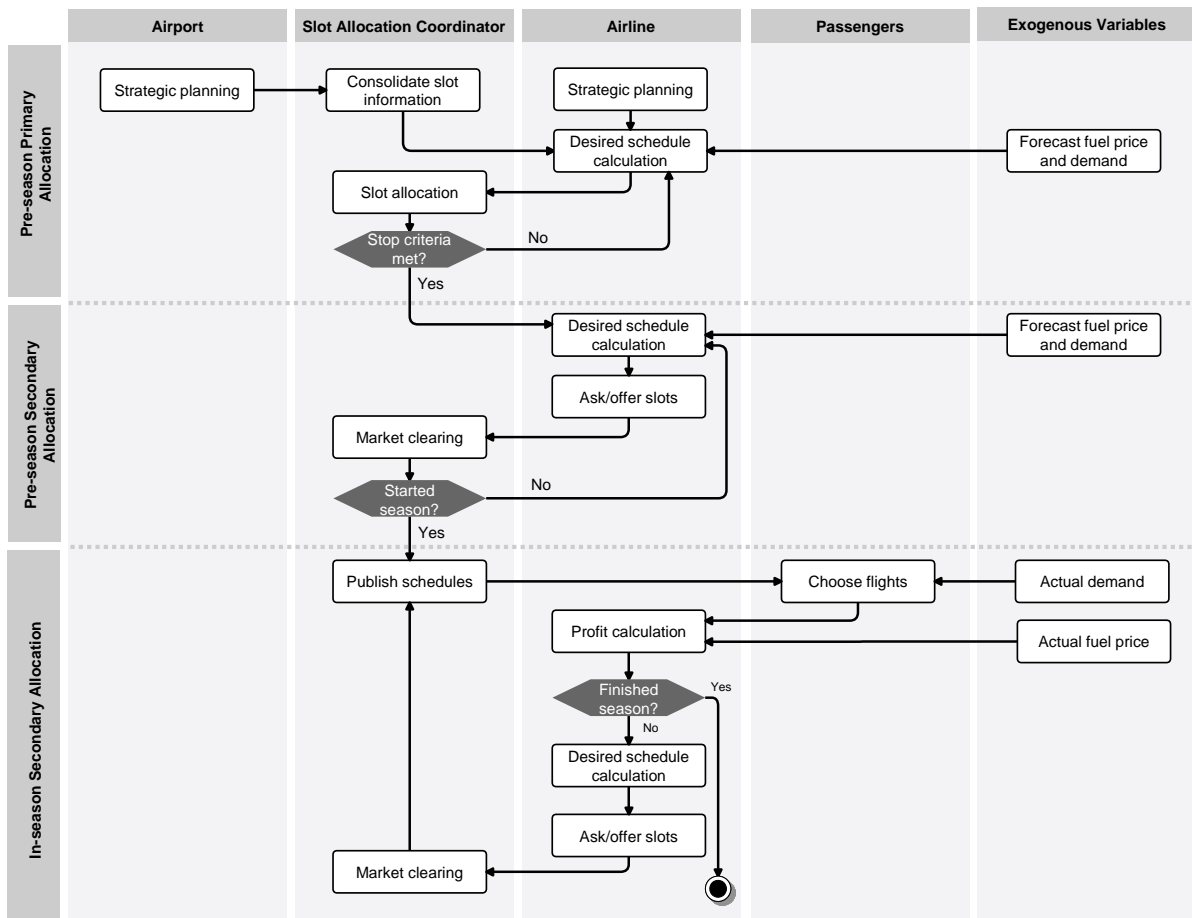 Airport
Slot Allocation Coordinator
Airline
Passengers
Exogenous Variables
Pre-season Primary
Allocation
Strategic planning
Consolidate slot
information
Strategic planning
Desired schedule
calculation
Forecast fuel price
and demand
Slot allocation
Stop criteria
met?
No
Yes
Pre-season Secondary
Allocation
Desired schedule
calculation
Forecast fuel price
and demand
Ask/offer slots
Market clearing
Started
season?
No
Yes
In-season Secondary Allocation
Publish schedules
Choose flights
Actual demand
Profit calculation
Actual fuel price
Finished
season?
Yes
No
Desired schedule
calculation
Ask/offer slots
Market clearing